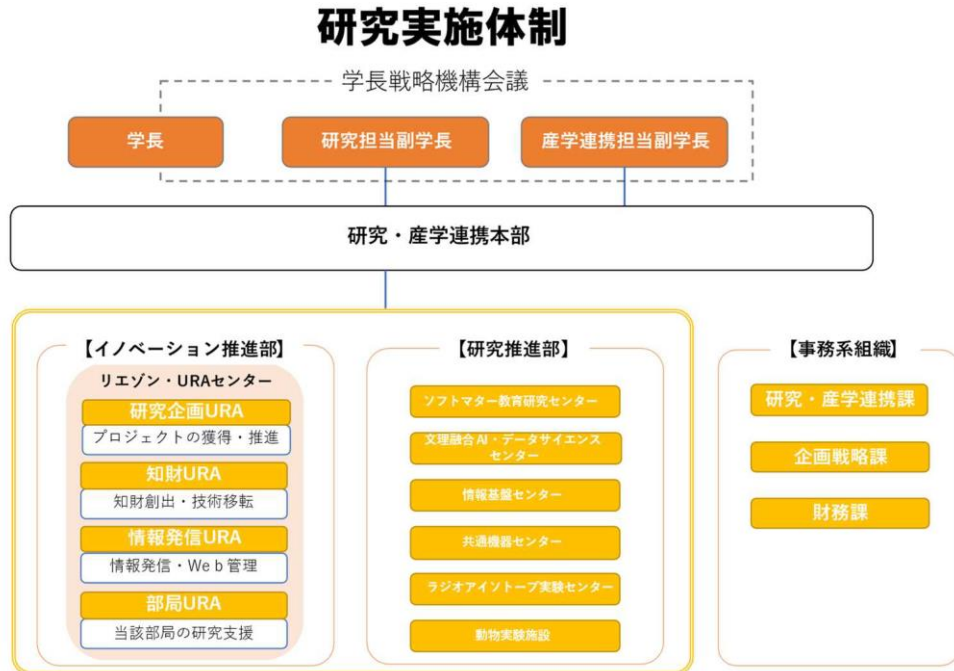 研究実施体制
学長戦略機構会議
学長
研究担当副学長
産学連携担当副学長
研究・産学連携本部
【イノベーション推進部】
リエゾン・URAセンター
研究企画URA
プロジェクトの獲得・推進
知財URA
知財創出・技術移転
情報発信URA
情報発信・Web管理
部局URA
当該部局の研究支援
【研究推進部】
ソフトマター教育研究センター
文理融合AI・データサイエンス
センター
情報基盤センター
共通機器センター
ラジオアイソトープ実験センター
動物実験施設
【事務系組織】
研究・産学連携課
企画戦略課
財務課